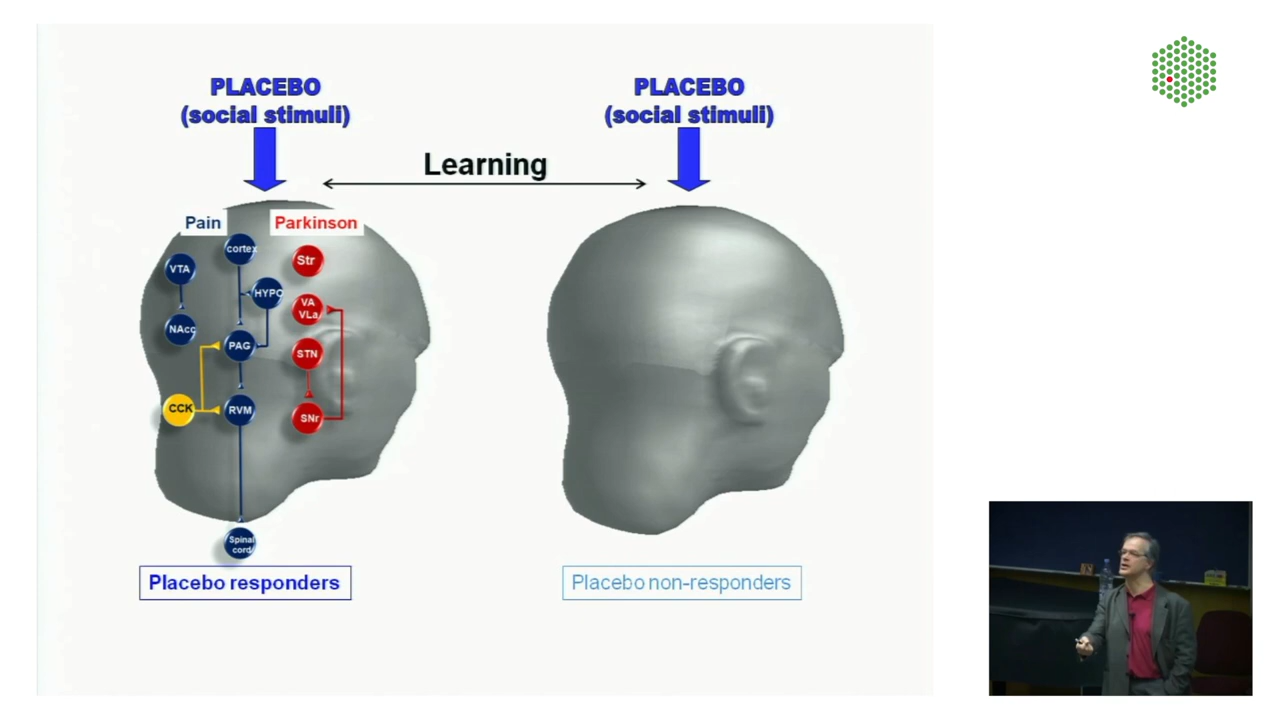 PLACEBO
(social stimuli)
PLACEBO
(social stimuli)
Learning
Pain
Parkinson
cortex
VTA
Str
HYPO
VA
VLa
NAcc
PAG
STN
CCK
RVM
SNr
Spinal
cord
Placebo responders
Placebo non-responders